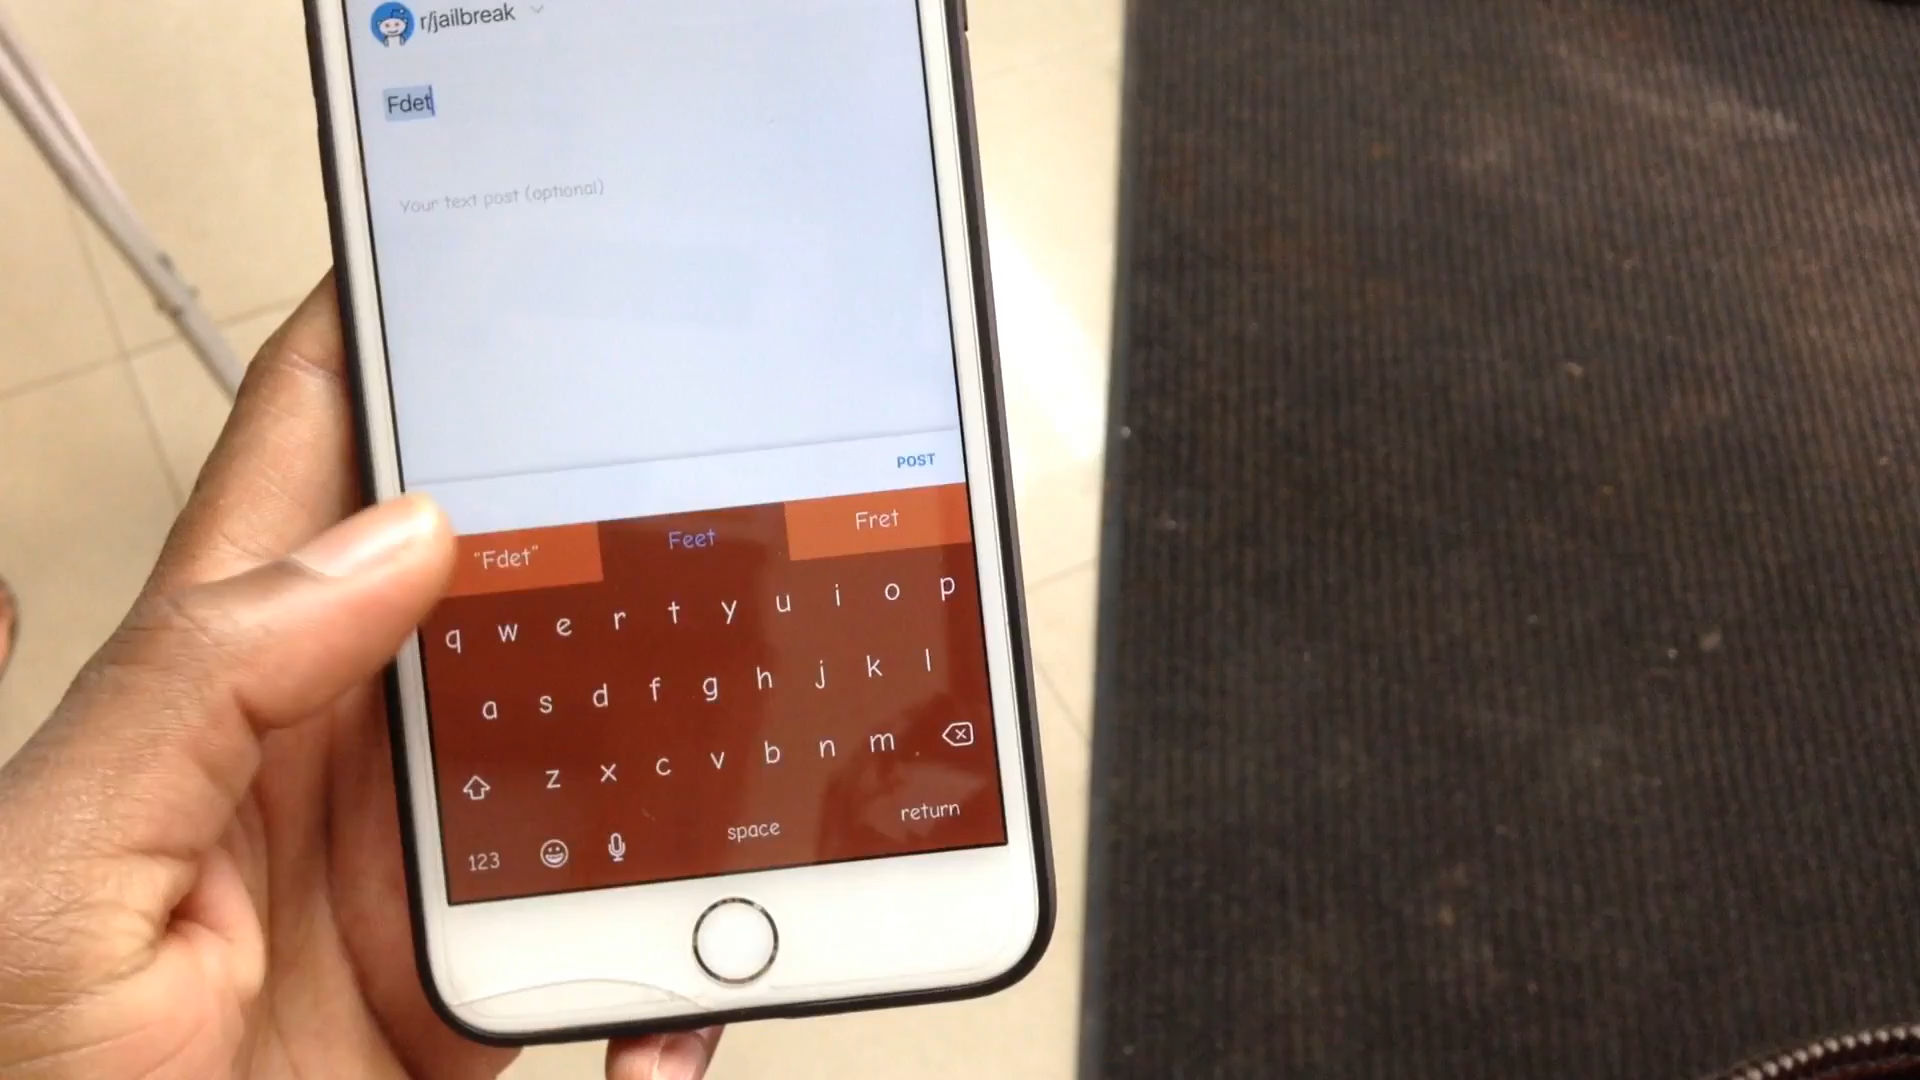 r/jailbreak
Fdet
Your text post (optional)
POST
"Fdet" Feet Fret
q w e r t y u i o p
a s d f g h j k l
z x c v b n m
123 space return